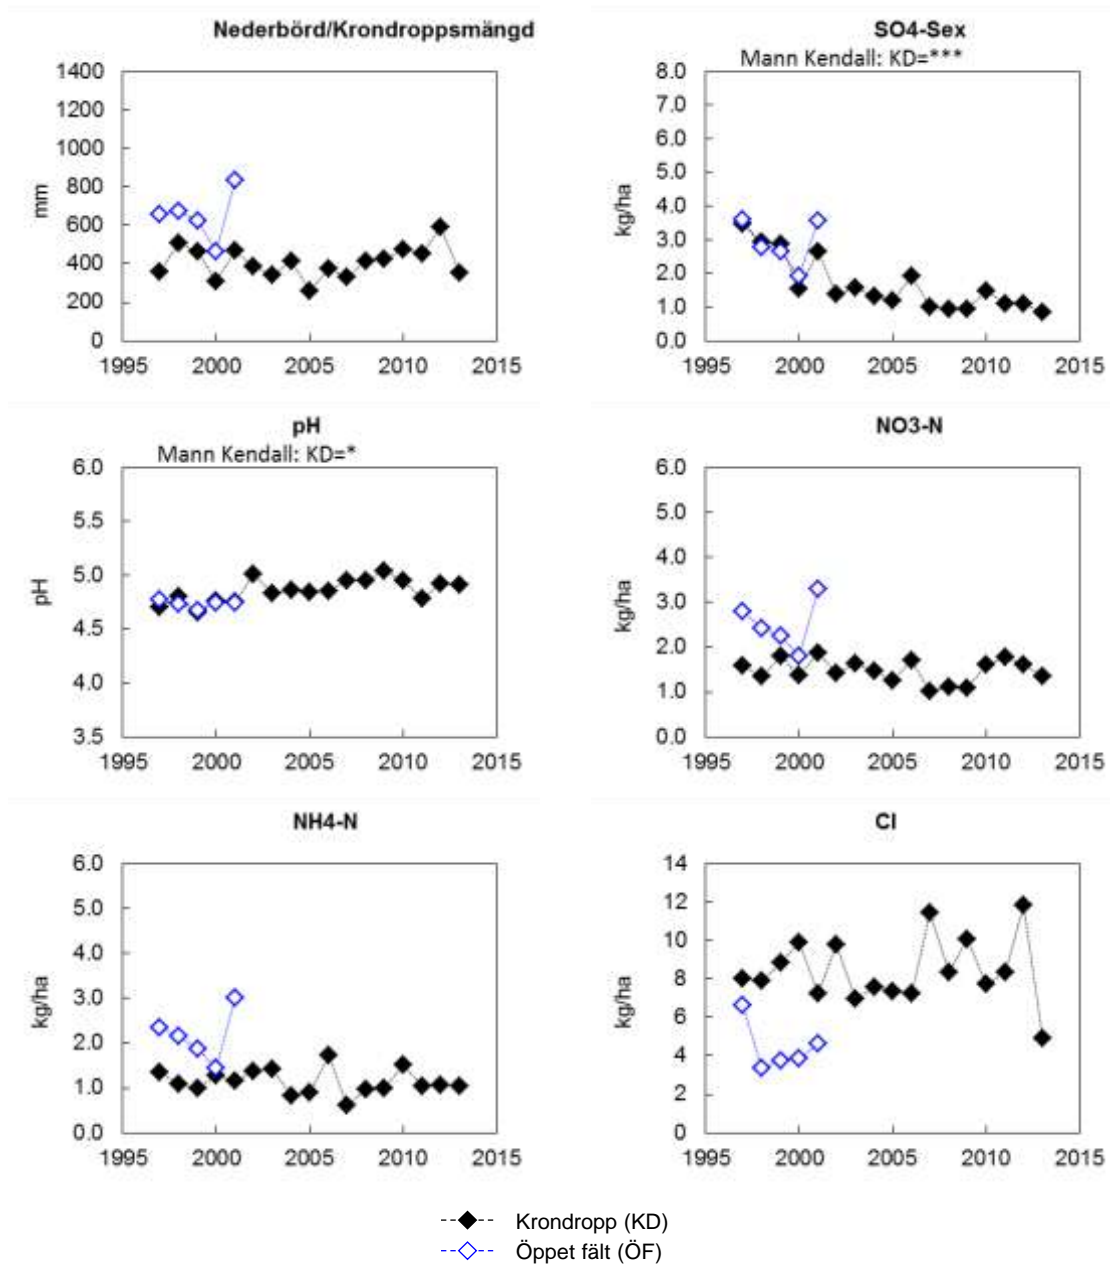 Nederbörd/Krondroppsmängd
1400
1200
1000
800
600
400
200
0
mm
1995 2000 2005 2010 2015
SO4-Sex
Mann Kendall: KD=***
8.0
7.0
6.0
5.0
4.0
3.0
2.0
1.0
0.0
kg/ha
1995 2000 2005 2010 2015
pH
Mann Kendall: KD=*
6.0
5.5
5.0
4.5
4.0
3.5
pH
1995 2000 2005 2010 2015
NO3-N
6.0
5.0
4.0
3.0
2.0
1.0
0.0
kg/ha
1995 2000 2005 2010 2015
NH4-N
6.0
5.0
4.0
3.0
2.0
1.0
0.0
kg/ha
1995 2000 2005 2010 2015
Cl
14
12
10
8
6
4
2
0
kg/ha
1995 2000 2005 2010 2015
Krondropp (KD)
Öppet fält (ÖF)